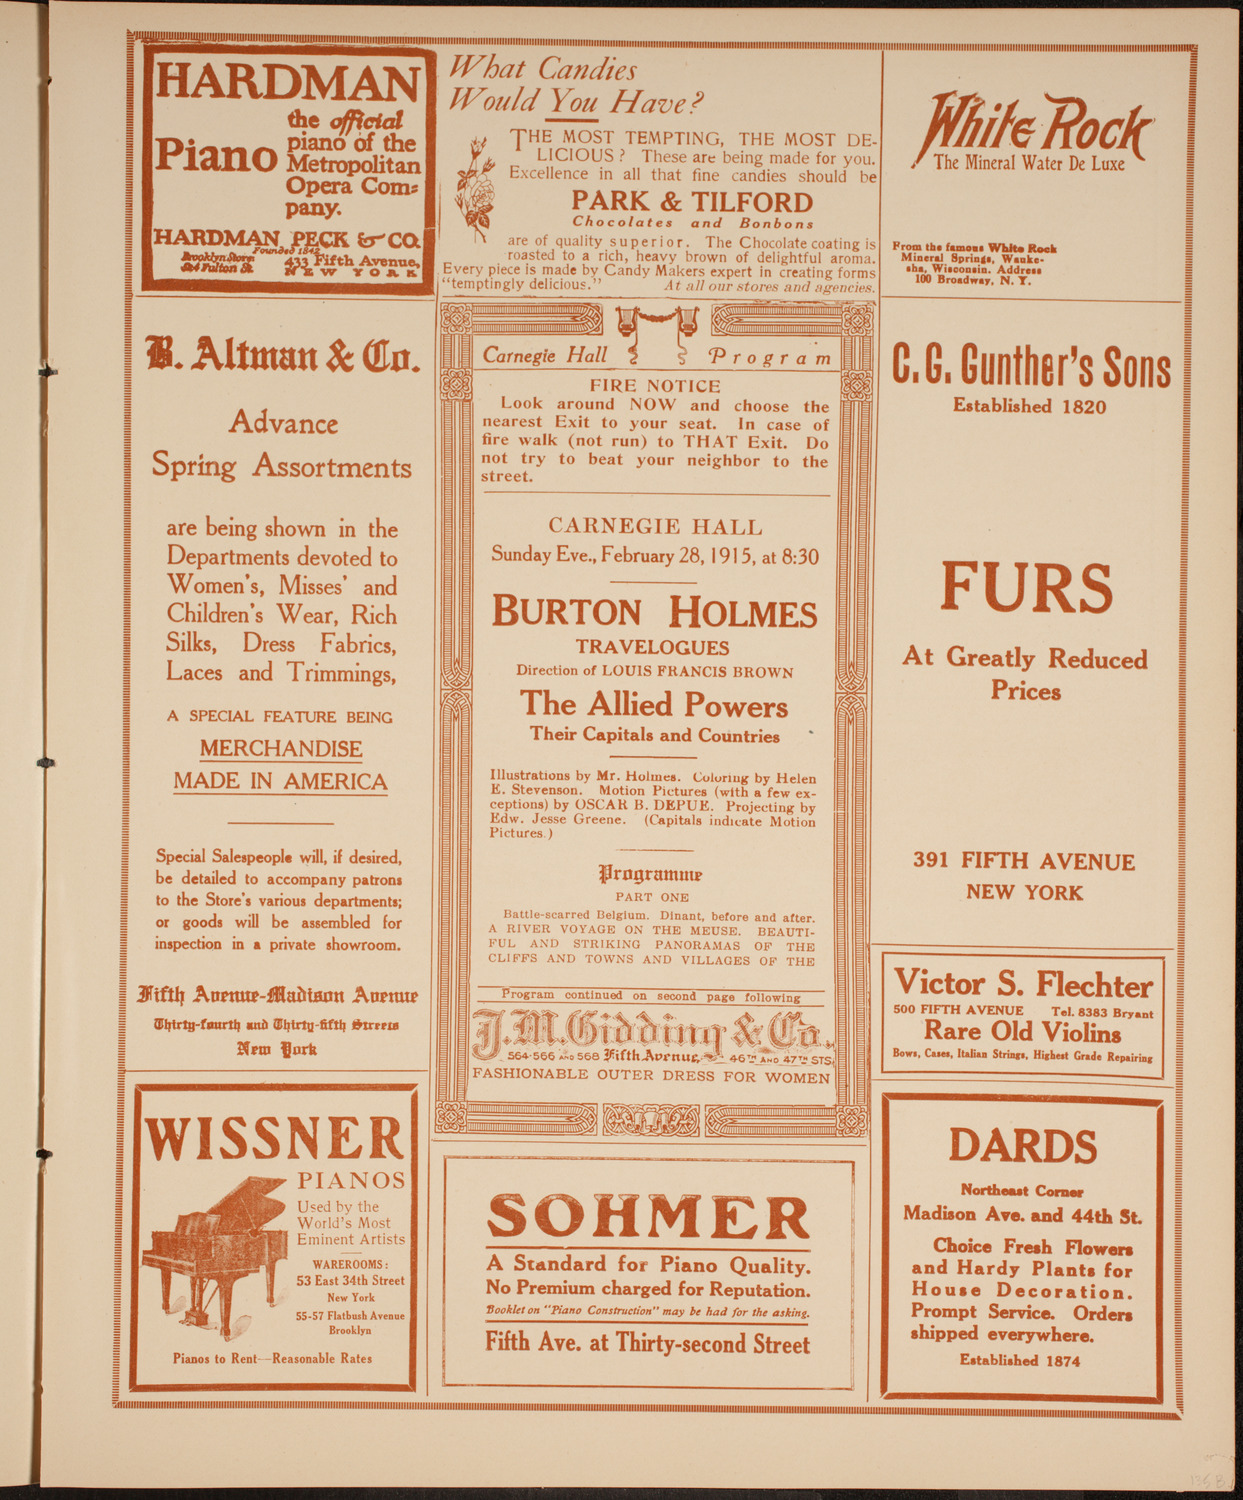 HARDMAN
Piano
the official
piano of the
Metropolitan
Opera Com-
pany.
HARDMAN, PECK & CO.
Founded 1842
Brooklyn Store
524 Fulton St.
433 Fifth Avenue,
NEW YORK
What Candies
Would You Have?
THE MOST TEMPTING, THE MOST DE-
LICIOUS? These are being made for you.
Excellence in all that fine candies should be
PARK & TILFORD
Chocolates and Bonbons
are of quality superior. The Chocolate coating is
roasted to a rich, heavy brown of delightful aroma.
Every piece is made by Candy Makers expert in creating forms
"temptingly delicious." At all our stores and agencies.
White Rock
The Mineral Water De Luxe
From the famous White Rock
Mineral Springs, Wauke-
sha, Wisconsin. Address
100 Broadway, N. Y.
B. Altman & Co.
Advance
Spring Assortments
are being shown in the
Departments devoted to
Women's, Misses' and
Children's Wear, Rich
Silks, Dress Fabrics,
Laces and Trimmings,
A SPECIAL FEATURE BEING
MERCHANDISE
MADE IN AMERICA
Special Salespeople will, if desired,
be detailed to accompany patrons
to the Store's various departments;
or goods will be assembled for
inspection in a private showroom.
Fifth Avenue-Madison Avenue
Thirty-fourth and Thirty-fifth Streets
New York
Carnegie Hall Program
FIRE NOTICE
Look around NOW and choose the
nearest Exit to your seat. In case of
fire walk (not run) to THAT Exit. Do
not try to beat your neighbor to the
street.
CARNEGIE HALL
Sunday Eve., February 28, 1915, at 8:30
BURTON HOLMES
TRAVELOGUES
Direction of LOUIS FRANCIS BROWN
The Allied Powers
Their Capitals and Countries
Illustrations by Mr. Holmes. Coloring by Helen
E. Stevenson. Motion Pictures (with a few ex-
ceptions) by OSCAR B. DEPUE. Projecting by
Edw. Jesse Greene. (Capitals indicate Motion
Pictures.)
Programme
PART ONE
Battle-scarred Belgium. Dinant, before and after.
A RIVER VOYAGE ON THE MEUSE. BEAUTI-
FUL AND STRIKING PANORAMAS OF THE
CLIFFS AND TOWNS AND VILLAGES OF THE
Program continued on second page following
J.M. Gidding & Co.
564-566 AND 568 Fifth Avenue, 46TH AND 47TH STS.
FASHIONABLE OUTER DRESS FOR WOMEN
C.G. Gunther's Sons
Established 1820
FURS
At Greatly Reduced
Prices
391 FIFTH AVENUE
NEW YORK
Victor S. Flechter
500 FIFTH AVENUE Tel. 8383 Bryant
Rare Old Violins
Bows, Cases, Italian Strings, Highest Grade Repairing
WISSNER
PIANOS
Used by the
World's Most
Eminent Artists
WAREROOMS:
53 East 34th Street
New York
55-57 Flatbush Avenue
Brooklyn
Pianos to Rent—Reasonable Rates
SOHMER
A Standard for Piano Quality.
No Premium charged for Reputation.
Booklet on "Piano Construction" may be had for the asking.
Fifth Ave. at Thirty-second Street
DARDS
Northeast Corner
Madison Ave. and 44th St.
Choice Fresh Flowers
and Hardy Plants for
House Decoration.
Prompt Service. Orders
shipped everywhere.
Established 1874